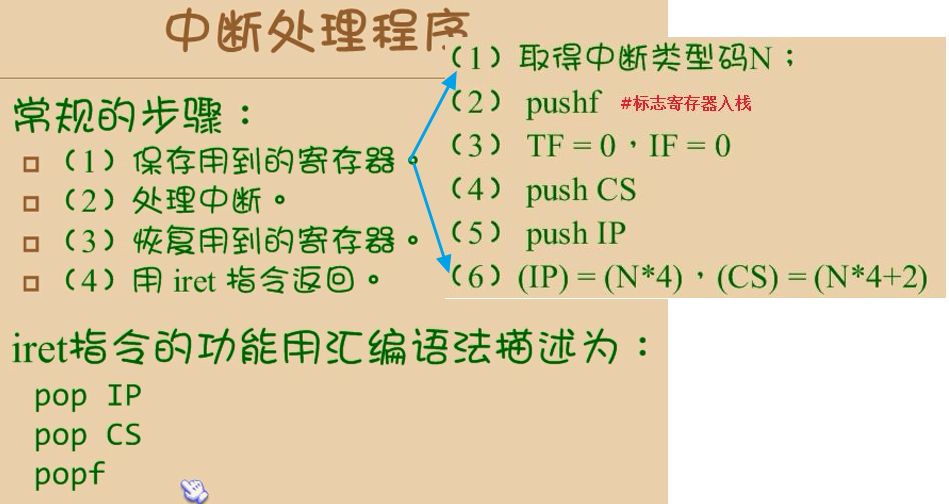 中断处理程序
常规的步骤：
（1）保存用到的寄存器。
（2）处理中断。
（3）恢复用到的寄存器。
（4）用 iret 指令返回。
（1）取得中断类型码N；
（2） pushf #标志寄存器入栈
（3） TF = 0，IF = 0
（4） push CS
（5） push IP
（6）(IP) = (N*4)，(CS) = (N*4+2)
iret指令的功能用汇编语法描述为：
pop IP
pop CS
popf